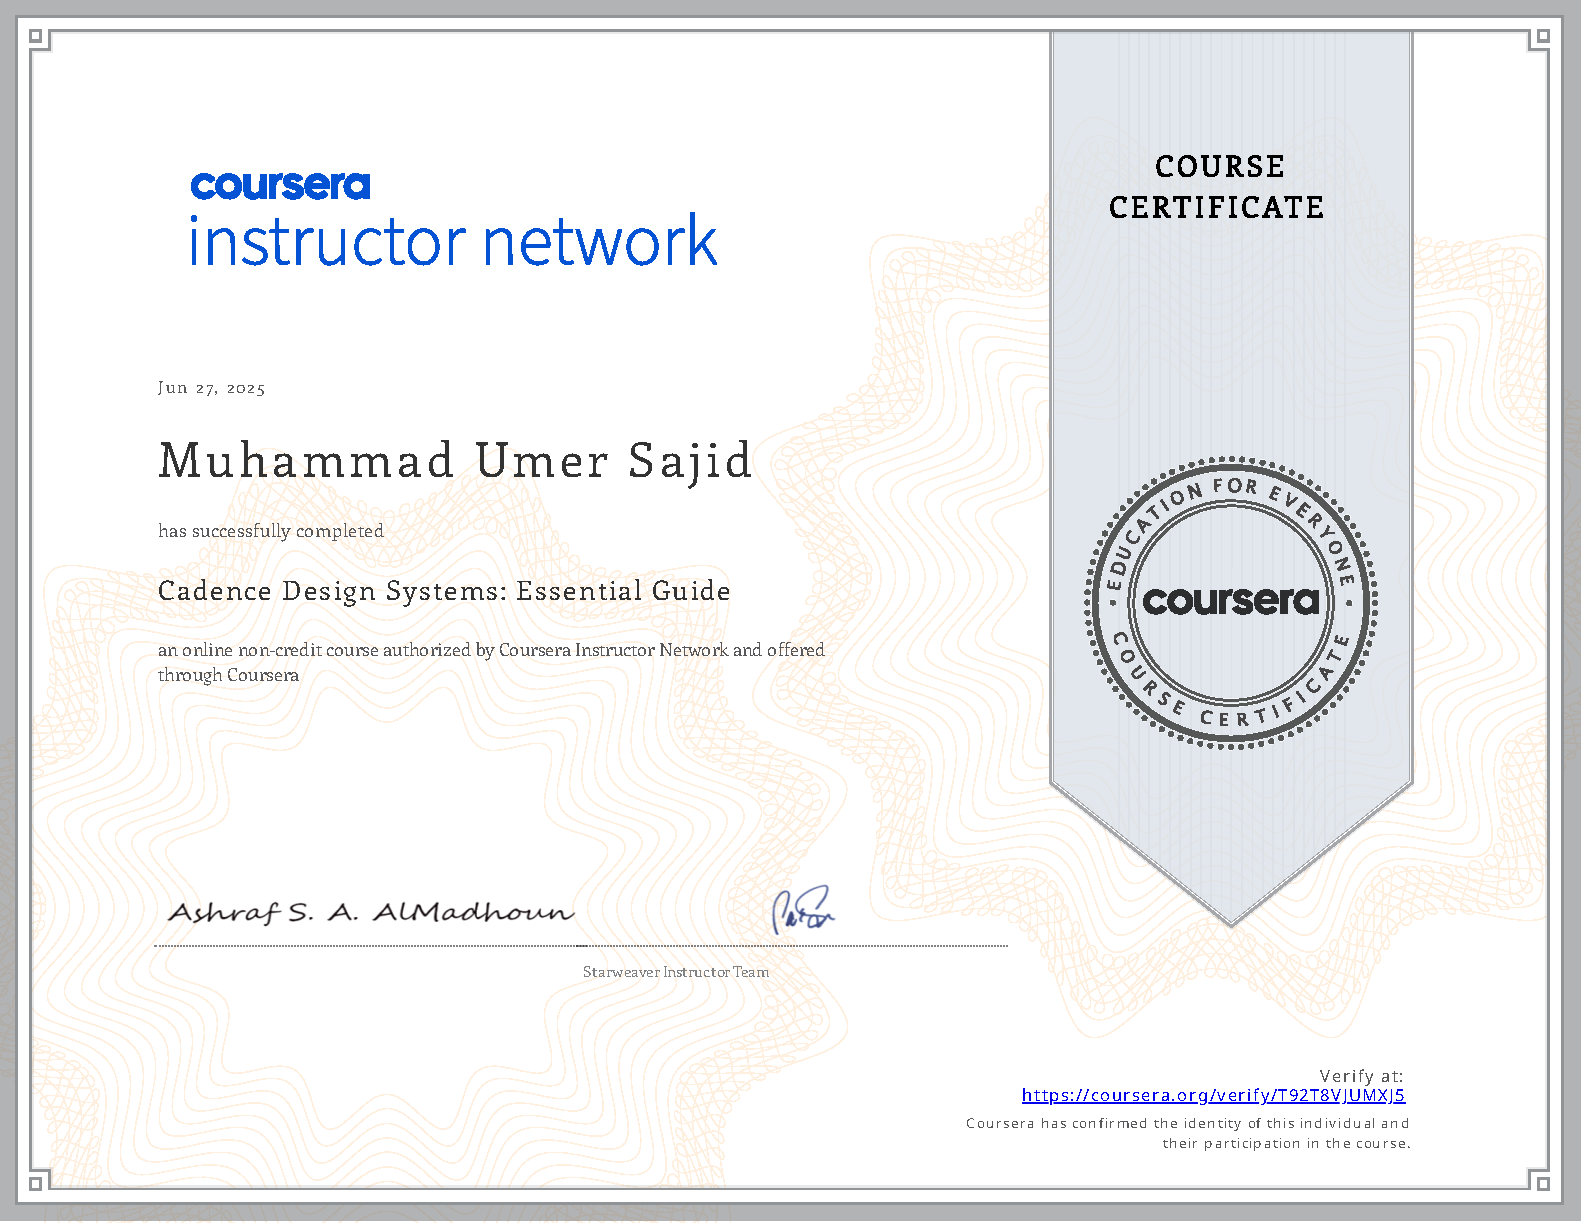 coursera
instructor network
COURSE
CERTIFICATE
Jun 27, 2025
Muhammad Umer Sajid
has successfully completed
Cadence Design Systems: Essential Guide
an online non-credit course authorized by Coursera Instructor Network and offered
through Coursera
EDUCATION FOR EVERYONE
coursera
COURSE CERTIFICATE
Ashraf S. A. AlMadhoun
Starweaver Instructor Team
Verify at:
https://coursera.org/verify/T92T8VJUMXJ5
Coursera has confirmed the identity of this individual and
their participation in the course.